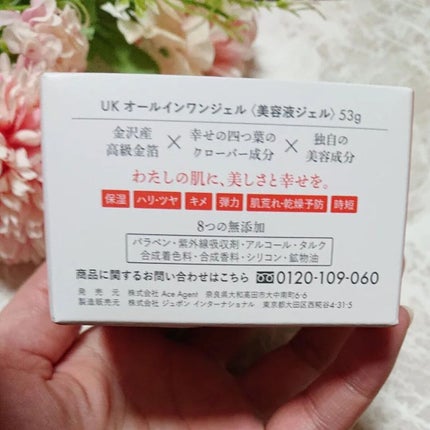 UK オールインワンジェル〈美容液ジェル〉53g
金沢産 高級金箔 × 幸せの四つ葉の クローバー成分 × 独自の 美容成分
わたしの肌に、美しさと幸せを。
保湿 ハリ・ツヤ キメ 弾力 肌荒れ・乾燥予防 時短
8つの無添加
パラベン・紫外線吸収剤・アルコール・タルク
合成着色料・合成香料・シリコン・鉱物油
商品に関するお問い合わせはこちら 0120-109-060
発売元 株式会社 Ace Agent 奈良県大和高田市大中南町6-6
製造販売元 株式会社 ジュポン インターナショナル 東京都大田区西糀谷4-31-5